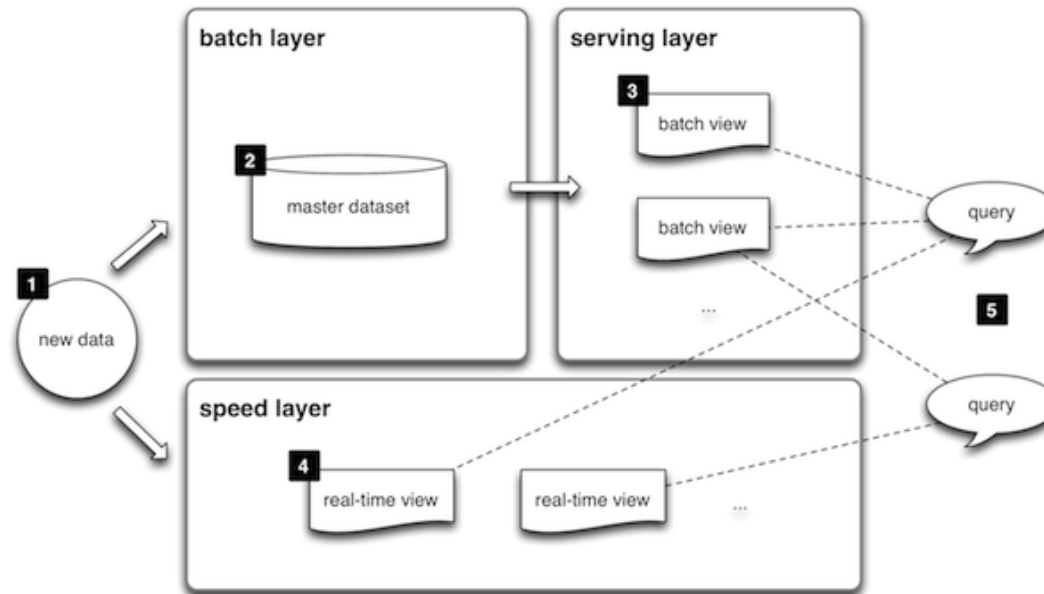 batch layer
serving layer
3
batch view
2
master dataset
query
batch view
1
...
5
new data
speed layer
query
4
real-time view
real-time view
...